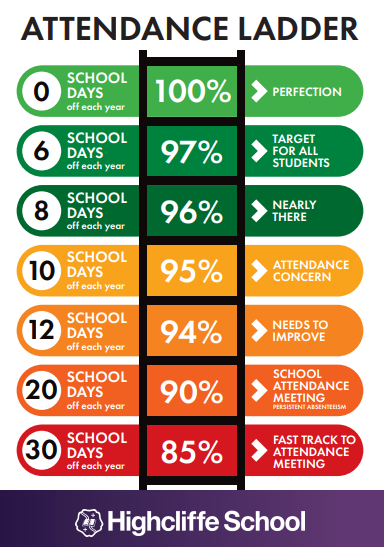 ATTENDANCE LADDER
0
SCHOOL
DAYS
off each year
100%
PERFECTION
6
SCHOOL
DAYS
off each year
97%
TARGET
FOR ALL
STUDENTS
8
SCHOOL
DAYS
off each year
96%
NEARLY
THERE
10
SCHOOL
DAYS
off each year
95%
ATTENDANCE
CONCERN
12
SCHOOL
DAYS
off each year
94%
NEEDS TO
IMPROVE
20
SCHOOL
DAYS
off each year
90%
SCHOOL
ATTENDANCE
MEETING
PERSISTENT ABSENTEEISM
30
SCHOOL
DAYS
off each year
85%
FAST TRACK TO
ATTENDANCE
MEETING
Highcliffe School